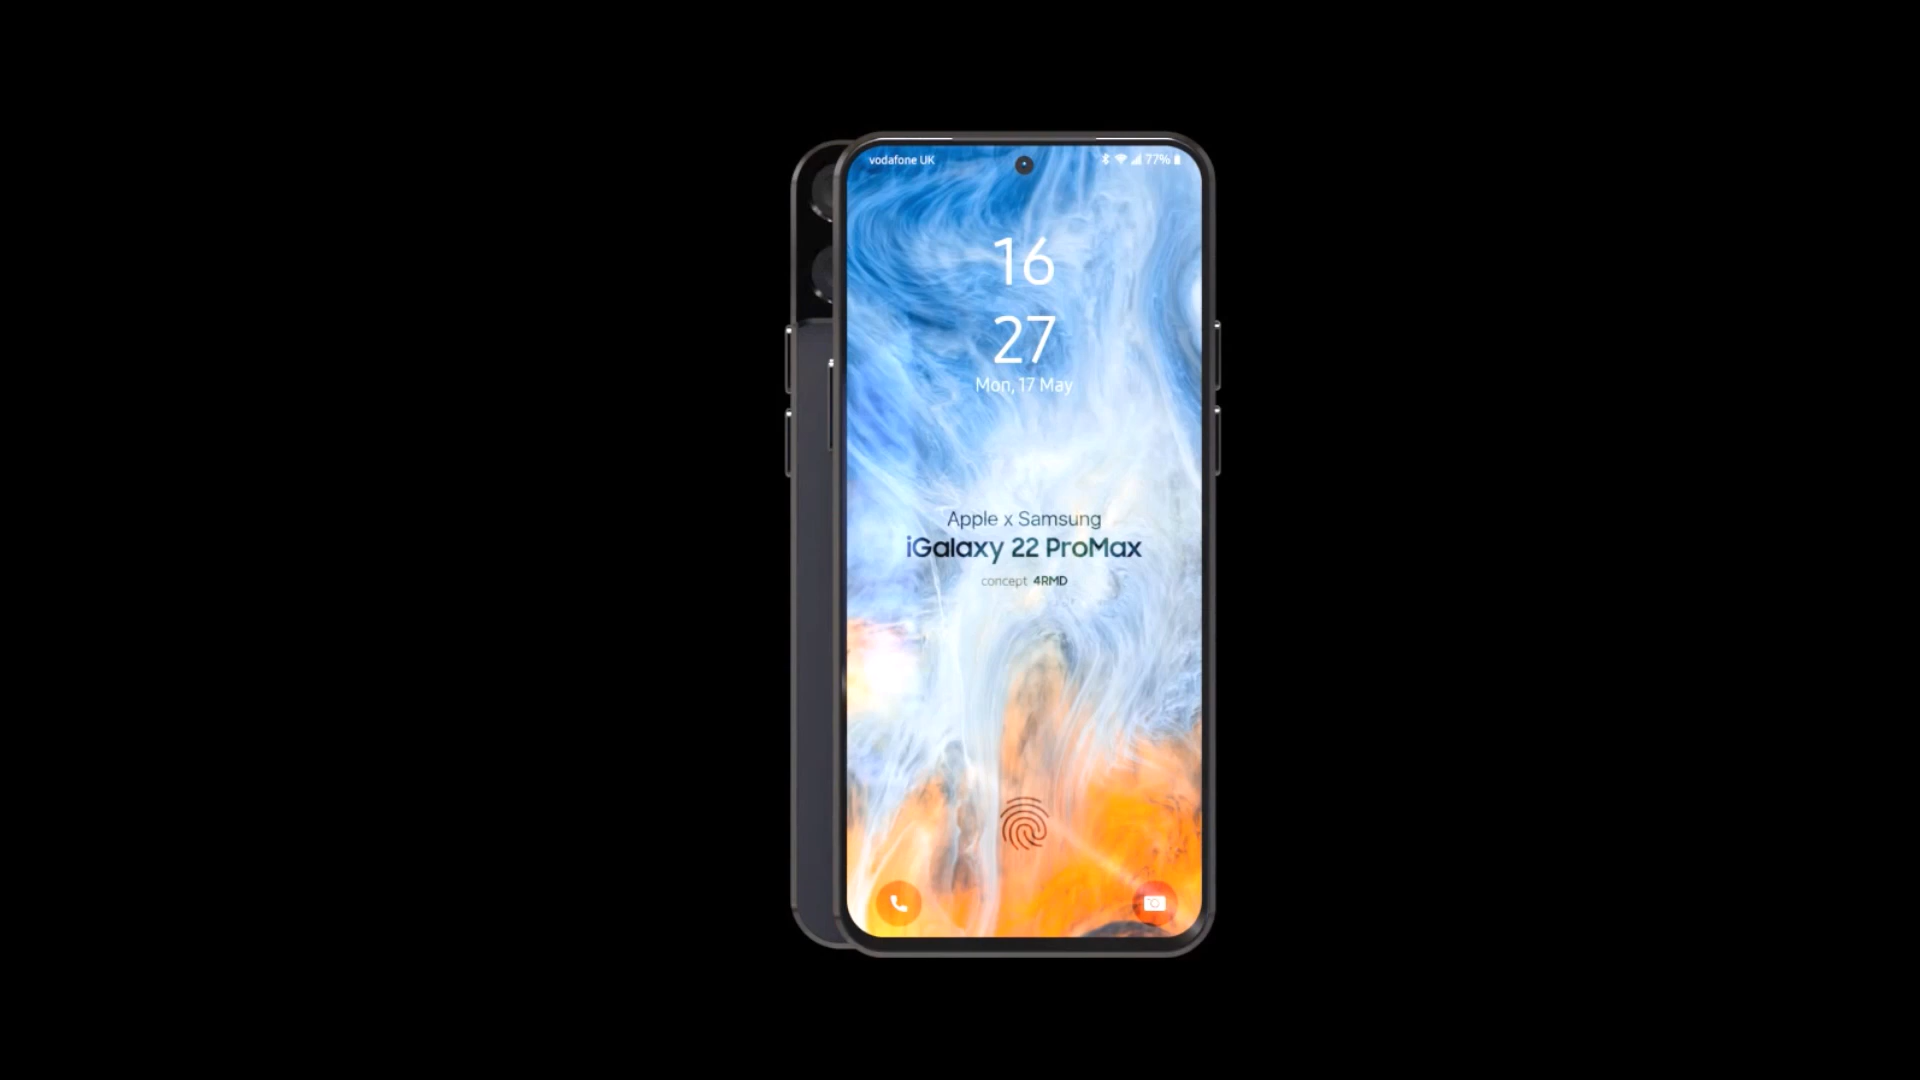 vodafone UK
77%
16
27
Mon, 17 May
Apple x Samsung
iGalaxy 22 ProMax
concept 4RMD